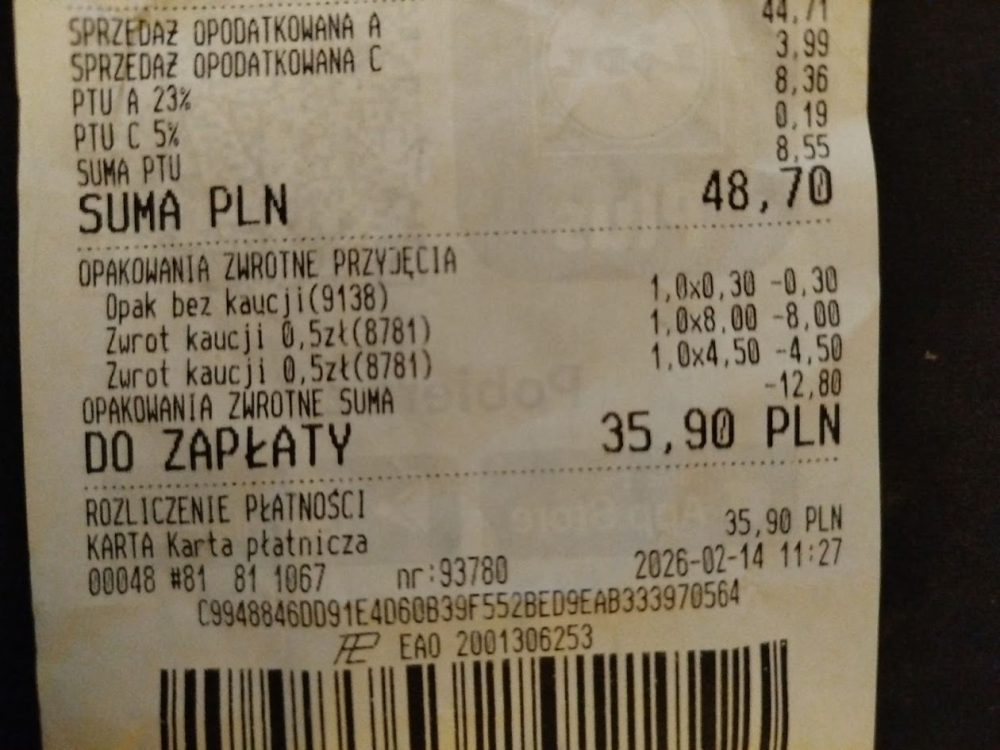 SPRZEDAŻ OPODATKOWANA A 44,71
SPRZEDAŻ OPODATKOWANA C 3,99
PTU A 23% 8,36
PTU C 5% 0,19
SUMA PTU 8,55
SUMA PLN 48,70
OPAKOWANIA ZWROTNE PRZYJĘCIA
Opak bez kaucji(9138) 1,0x0,30 -0,30
Zwrot kaucji 0,5zł(8781) 1,0x8,00 -8,00
Zwrot kaucji 0,5zł(8781) 1,0x4,50 -4,50
OPAKOWANIA ZWROTNE SUMA -12,80
DO ZAPŁATY 35,90 PLN
ROZLICZENIE PŁATNOŚCI
KARTA Karta płatnicza 35,90 PLN
00048 #81 81 1067 nr:93780 2026-02-14 11:27
C9948846DD91E4D60B39F552BED9EAB333970564
EAO 2001306253